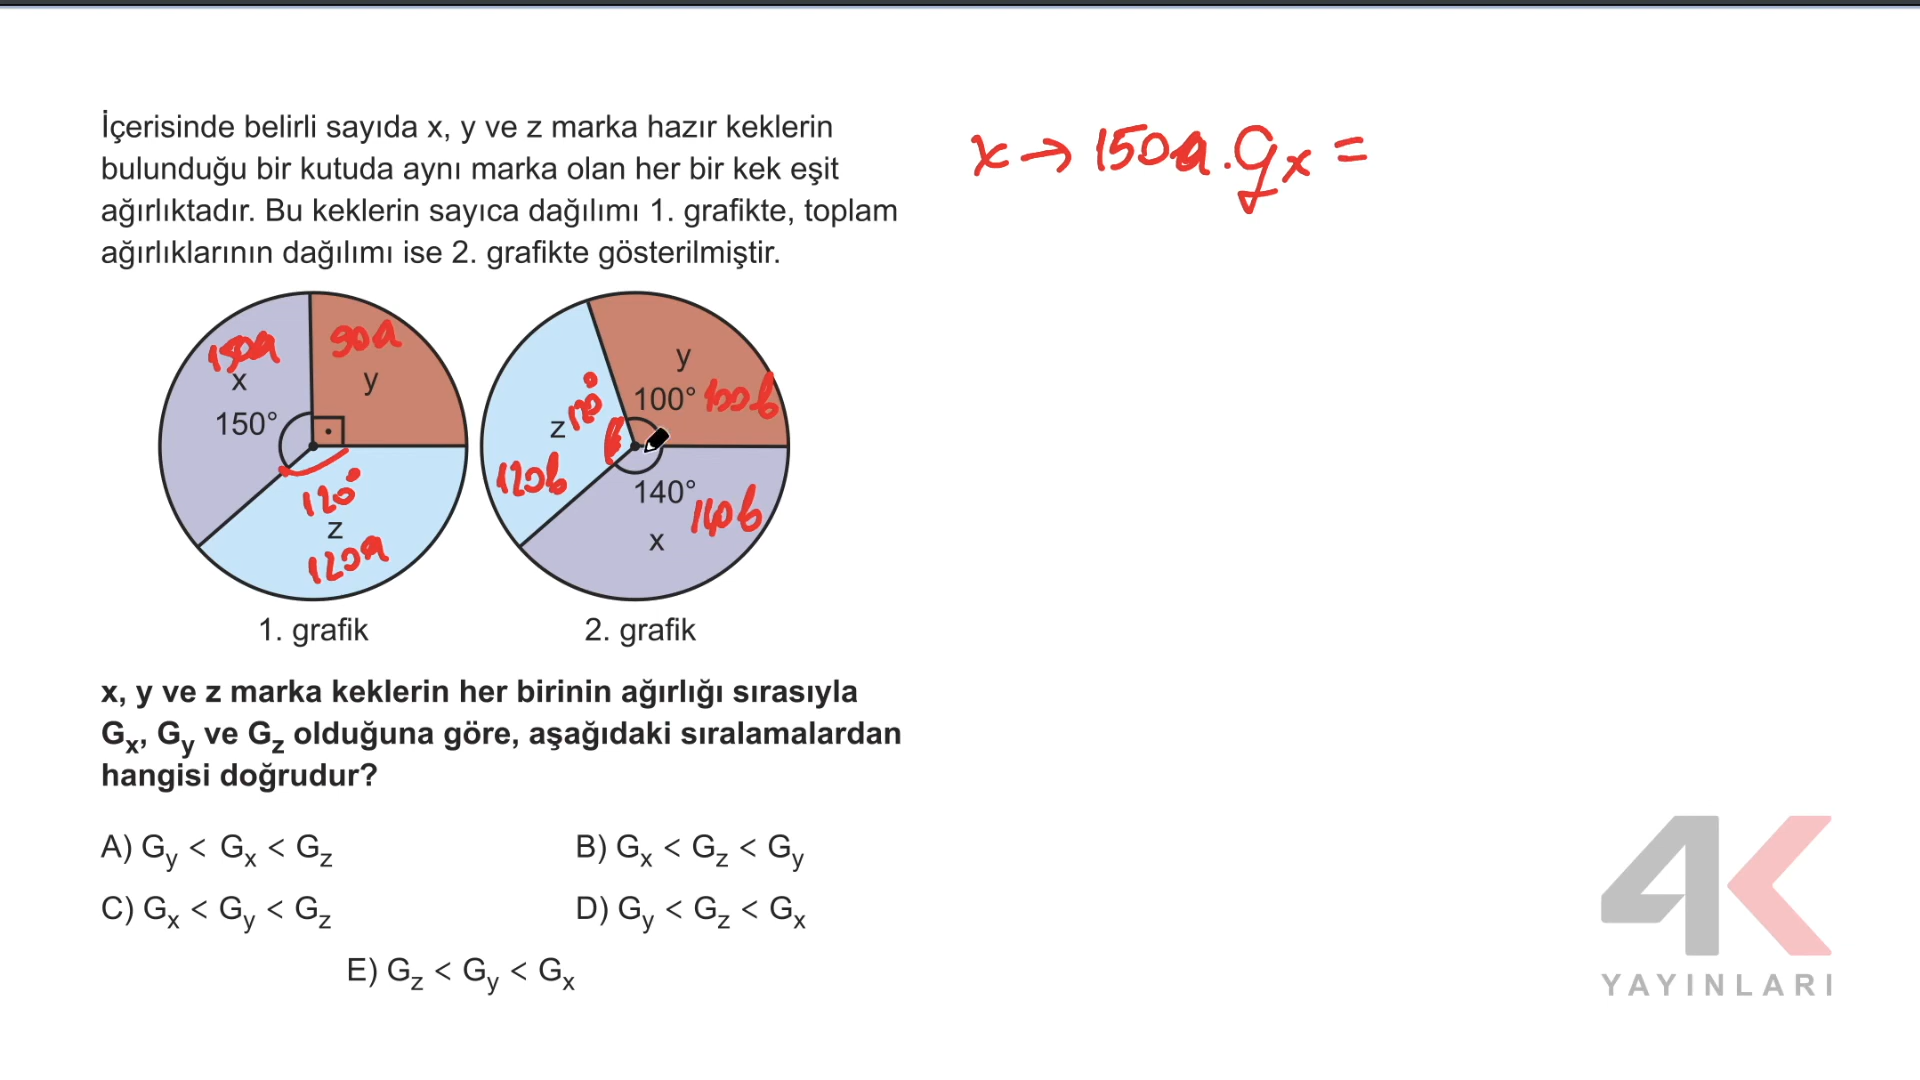 İçerisinde belirli sayıda x, y ve z marka hazır keklerin
bulunduğu bir kutuda aynı marka olan her bir kek eşit
ağırlıktadır. Bu keklerin sayıca dağılımı 1. grafikte, toplam
ağırlıklarının dağılımı ise 2. grafikte gösterilmiştir.
x → 150a.Gx =
150a 90a
x y
150°
120°
z
120a
y
100° 100b
z 120°
120b
140° 140b
x
1. grafik 2. grafik
x, y ve z marka keklerin her birinin ağırlığı sırasıyla
Gx, Gy ve Gz olduğuna göre, aşağıdaki sıralamalardan
hangisi doğrudur?
A) Gy < Gx < Gz B) Gx < Gz < Gy
C) Gx < Gy < Gz D) Gy < Gz < Gx
E) Gz < Gy < Gx
4K
YAYINLARI